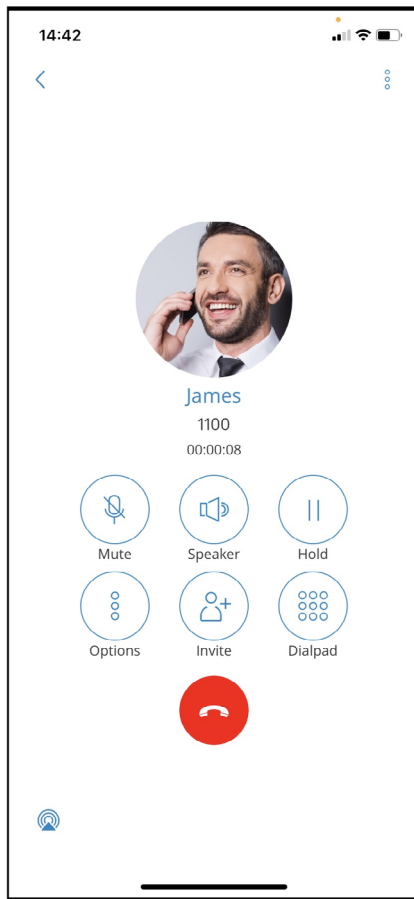 14:42
James
1100
00:00:08
Mute Speaker Hold
Options Invite Dialpad